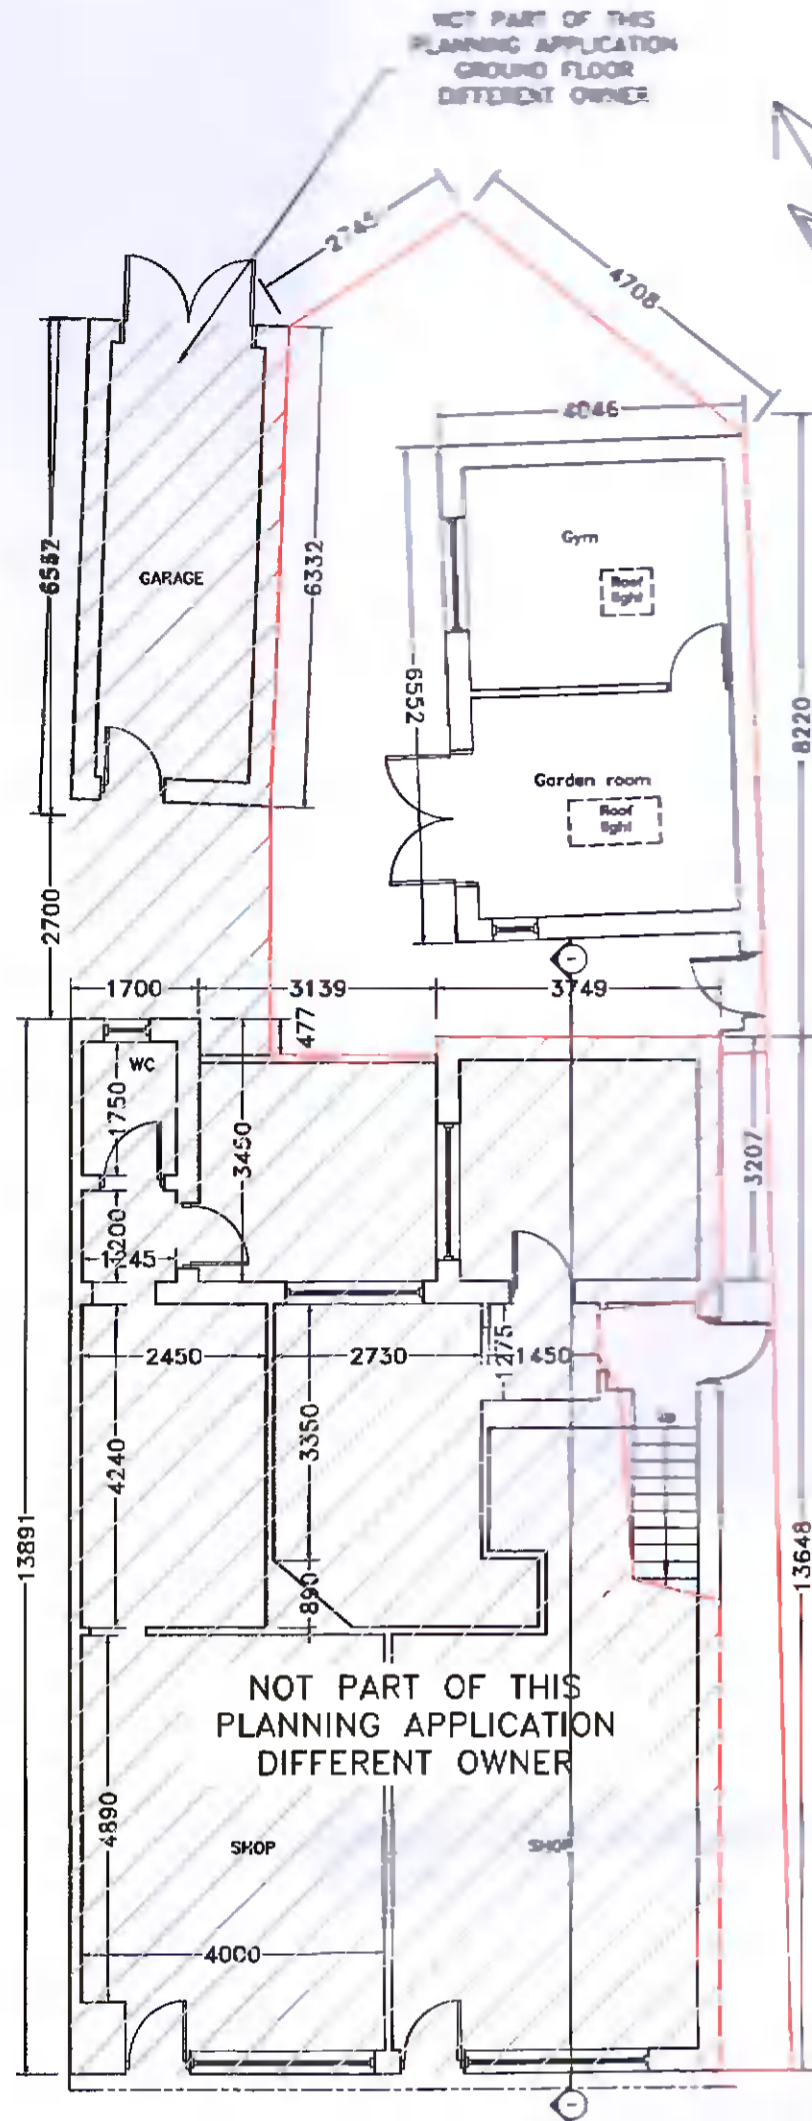 NOT PART OF THIS
PLANNING APPLICATION
GROUND FLOOR
DIFFERENT OWNER
2745
4708
4046
Gym
Roof
light
GARAGE
6332
6552
8220
Garden room
Roof
light
2700
1
1700
3139
3749
477
WC
1750
3450
3207
1200
2450
2730
1275
1450
3350
4240
13891
890
13648
NOT PART OF THIS
PLANNING APPLICATION
DIFFERENT OWNER
4890
SHOP
SHOP
4000
1